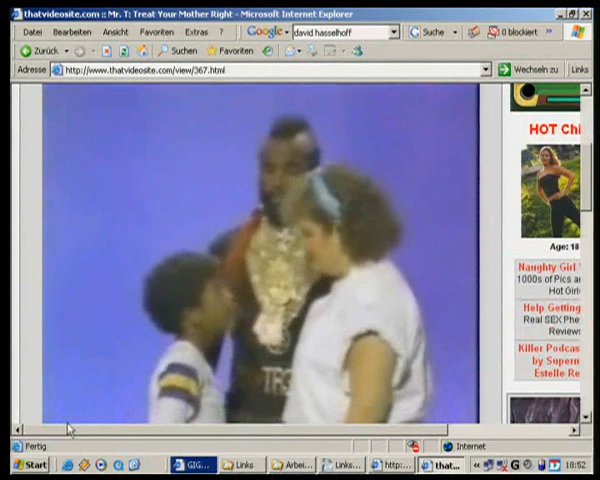 thatvideosite.com :: Mr. T: Treat Your Mother Right - Microsoft Internet Explorer
Datei Bearbeiten Ansicht Favoriten Extras ?
Google david hasselhoff Suche 0 blockiert »
Zurück Suchen Favoriten
Adresse http://www.thatvideosite.com/view/367.html Wechseln zu Links
HOT Chi
Age: 18
Naughty Girl
1000s of Pics a
Hot Girl
Help Getting
Real SEX Phe
Review
Killer Podcas
by Superm
Estelle Re
Fertig Internet
Start GIG... Links Arbei... Links... http:... that... « 18:52